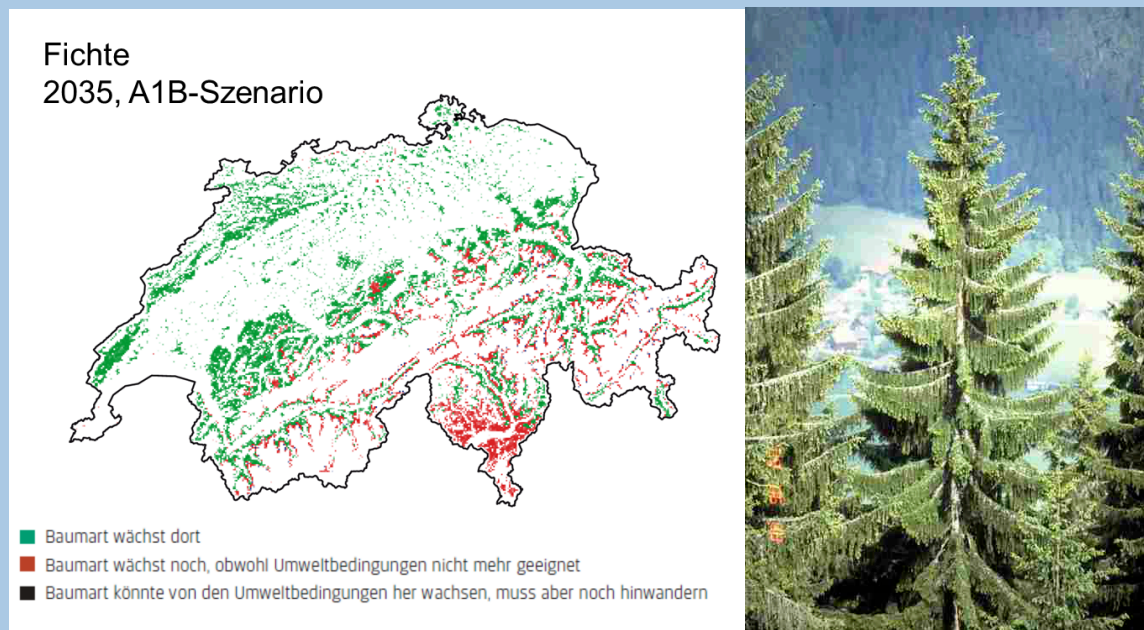 Fichte
2035, A1B-Szenario
Baumart wächst dort
Baumart wächst noch, obwohl Umweltbedingungen nicht mehr geeignet
Baumart könnte von den Umweltbedingungen her wachsen, muss aber noch hinwandern